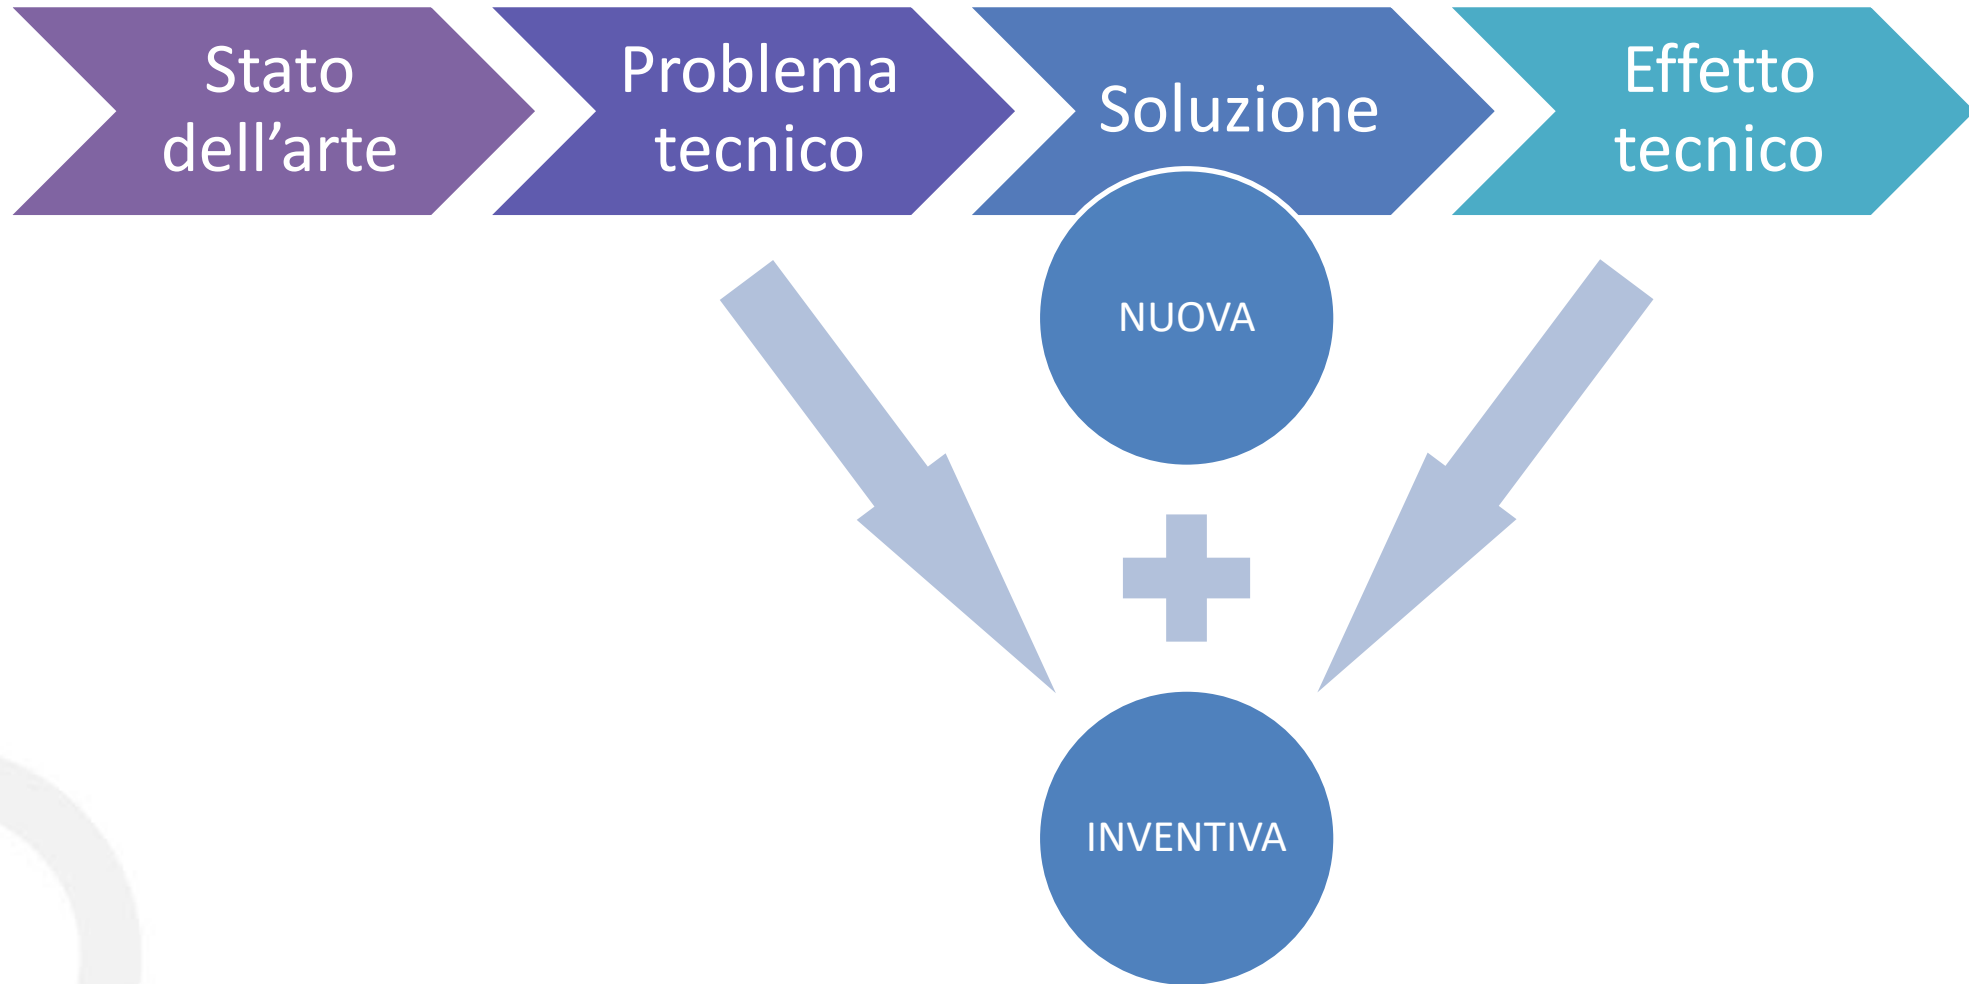 Stato
dell’arte
Problema
tecnico
Soluzione
Effetto
tecnico
NUOVA
INVENTIVA